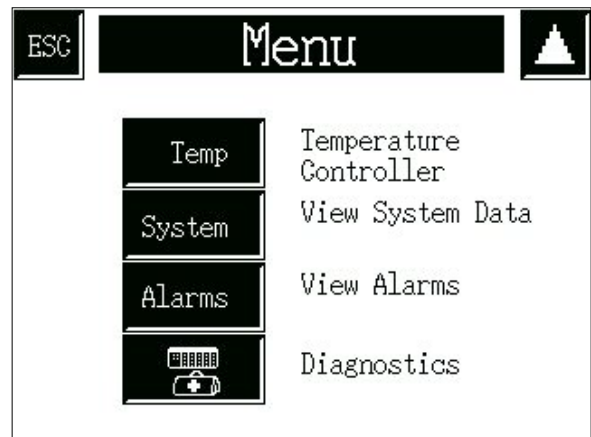 ESC
Menu
Temp
Temperature
Controller
System
View System Data
Alarms
View Alarms
Diagnostics